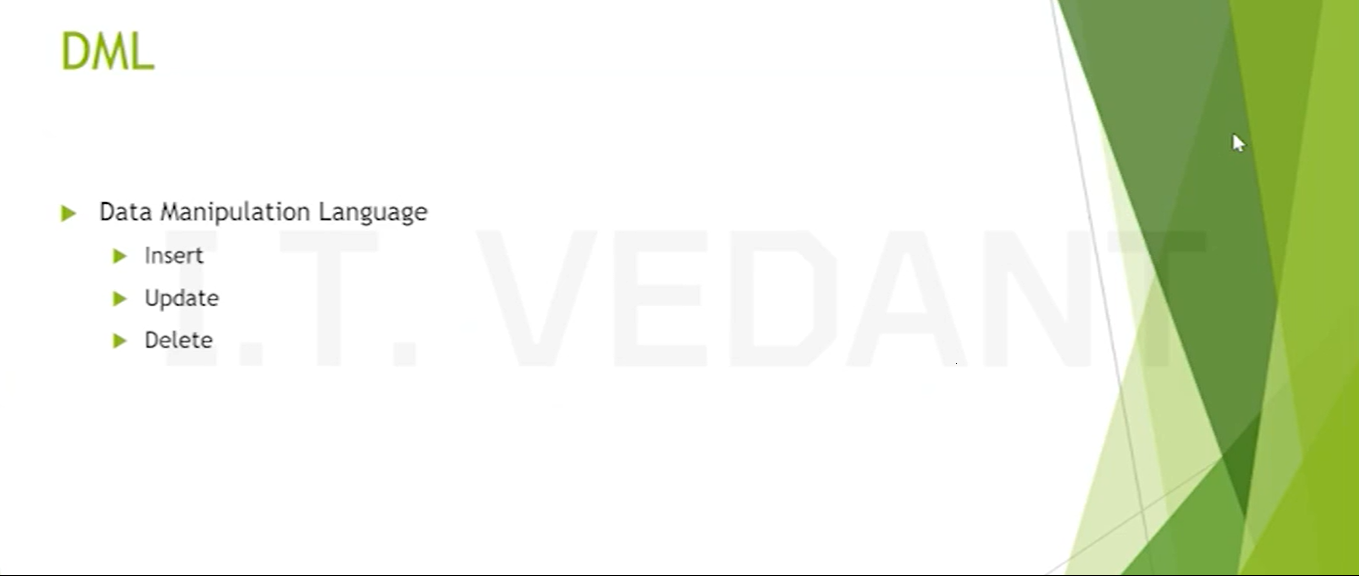 DML
Data Manipulation Language
Insert
Update
Delete
I.T. VEDANT